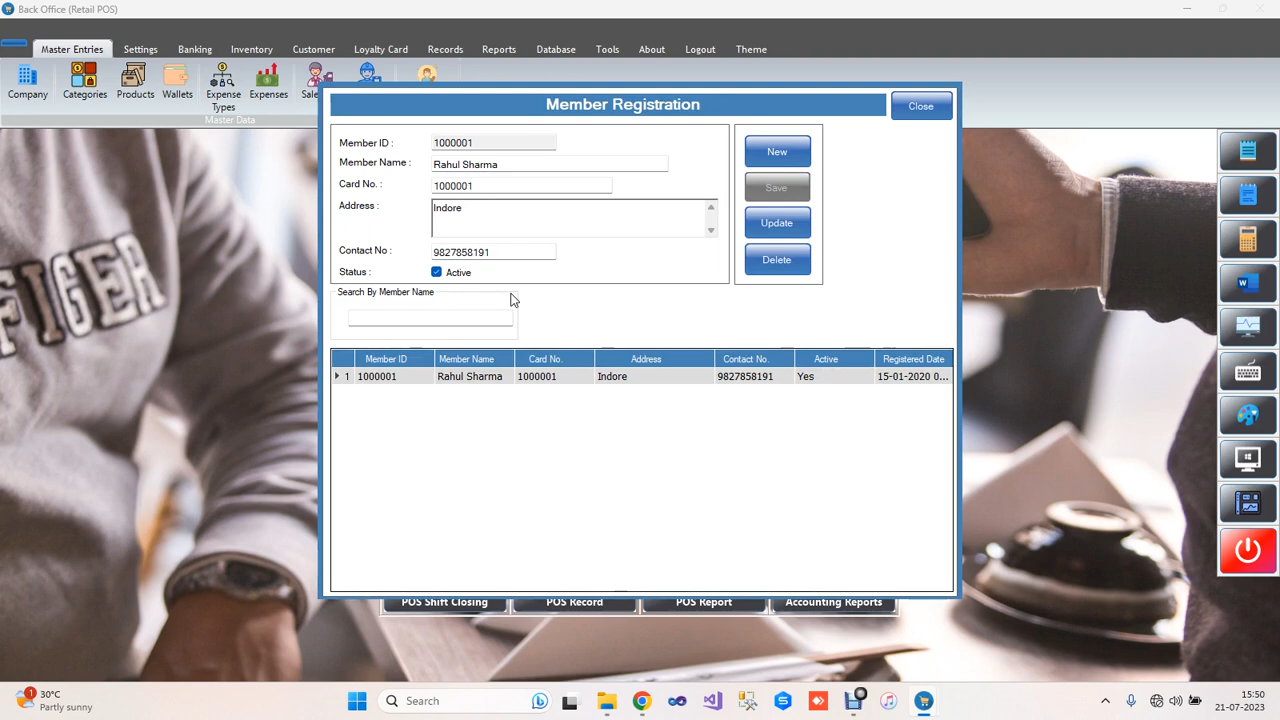 Back Office (Retail POS)
Master Entries Settings Banking Inventory Customer Loyalty Card Records Reports Database Tools About Logout Theme
Company Categories Products Wallets Expense Types Expenses
Master Data
Member Registration
Close
Member ID : 1000001
Member Name : Rahul Sharma
Card No. : 1000001
Address : Indore
Contact No : 9827858191
Status : Active
New
Save
Update
Delete
Search By Member Name
Member ID Member Name Card No. Address Contact No. Active Registered Date
1 1000001 Rahul Sharma 1000001 Indore 9827858191 Yes 15-01-2020 0...
POS Shift Closing POS Record POS Report Accounting Reports
FIGER
1
30°C
Partly sunny
Search
15:50
21-07-2023